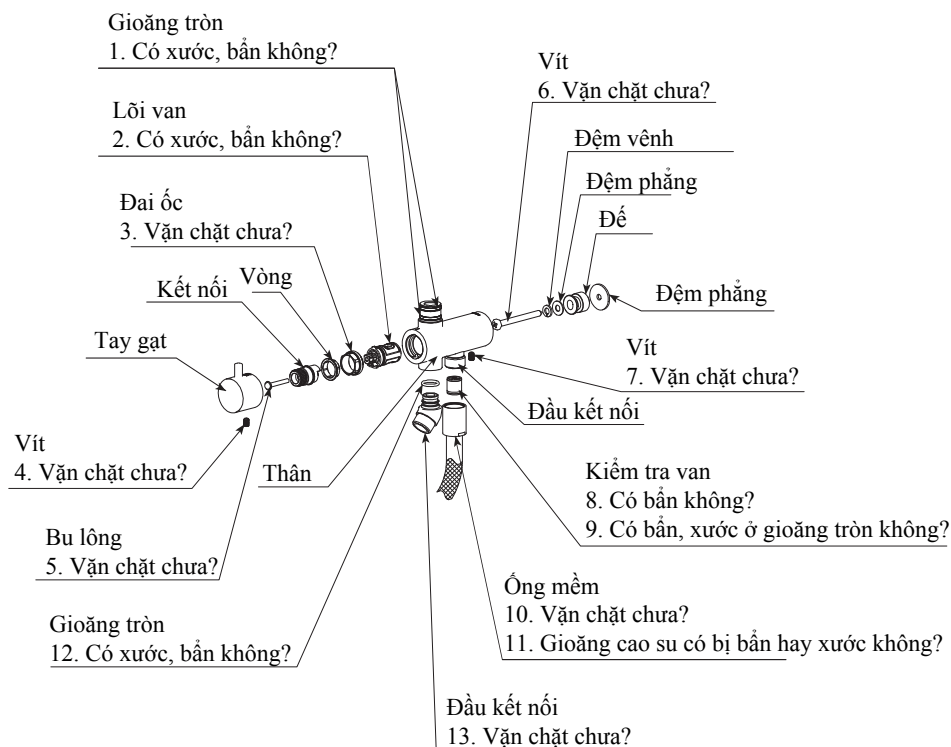 Gioăng tròn
1. Có xước, bẩn không?
Vít
6. Vặn chặt chưa?
Lõi van
2. Có xước, bẩn không?
Đệm vênh
Đệm phẳng
Đai ốc
3. Vặn chặt chưa?
Đế
Vòng
Kết nối
Đệm phẳng
Tay gạt
Vít
7. Vặn chặt chưa?
Đầu kết nối
Vít
4. Vặn chặt chưa?
Thân
Kiểm tra van
8. Có bẩn không?
9. Có bẩn, xước ở gioăng tròn không?
Bu lông
5. Vặn chặt chưa?
Ống mềm
10. Vặn chặt chưa?
11. Gioăng cao su có bị bẩn hay xước không?
Gioăng tròn
12. Có xước, bẩn không?
Đầu kết nối
13. Vặn chặt chưa?